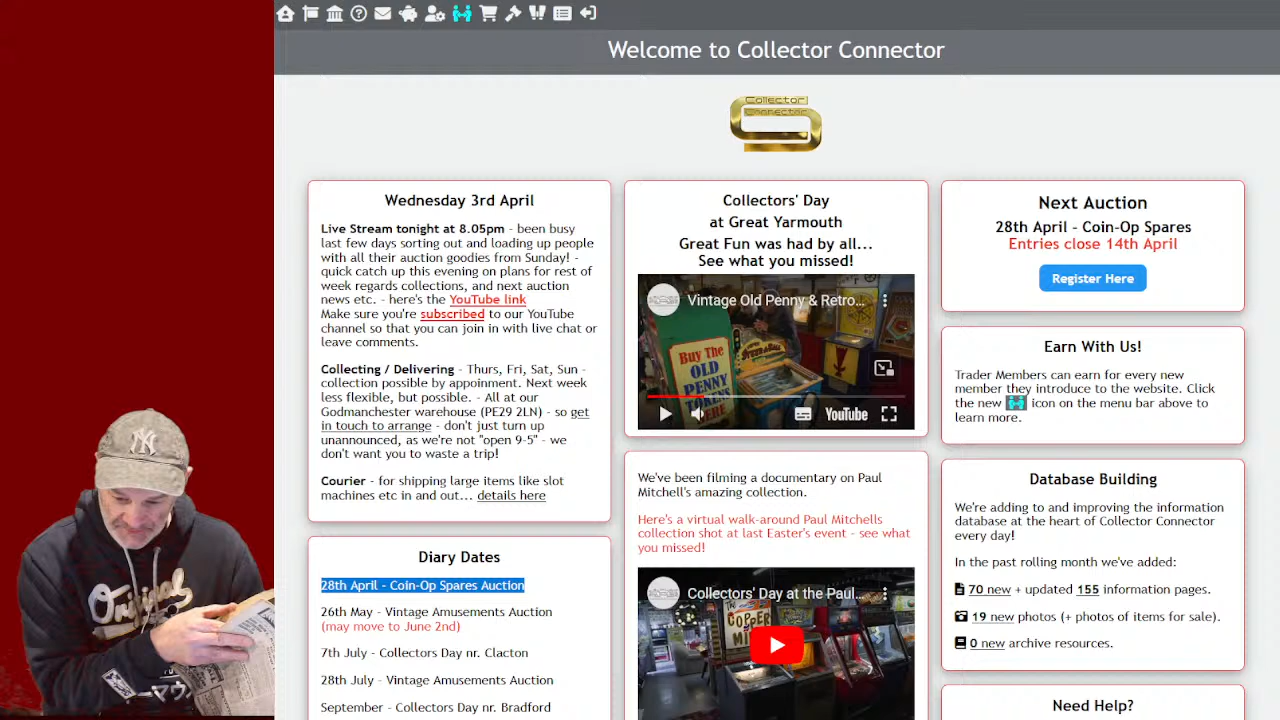 Welcome to Collector Connector
Collector
Connector
Wednesday 3rd April
Live Stream tonight at 8.05pm - been busy
last few days sorting out and loading up people
with all their auction goodies from Sunday! -
quick catch up this evening on plans for rest of
week regards collections, and next auction
news etc. - here's the YouTube link
Make sure you're subscribed to our YouTube
channel so that you can join in with live chat or
leave comments.
Collecting / Delivering - Thurs, Fri, Sat, Sun -
collection possible by appoinment. Next week
less flexible, but possible. - All at our
Godmanchester warehouse (PE29 2LN) - so get
in touch to arrange - don't just turn up
unannounced, as we're not "open 9-5" - we
don't want you to waste a trip!
Courier - for shipping large items like slot
machines etc in and out... details here
Diary Dates
28th April - Coin-Op Spares Auction
26th May - Vintage Amusements Auction
(may move to June 2nd)
7th July - Collectors Day nr. Clacton
28th July - Vintage Amusements Auction
September - Collectors Day nr. Bradford
Collectors' Day
at Great Yarmouth
Great Fun was had by all...
See what you missed!
Vintage Old Penny & Retro...
BUY THE
OLD
PENNY
TOKENS
HERE
YouTube
We've been filming a documentary on Paul
Mitchell's amazing collection.
Here's a virtual walk-around Paul Mitchells
collection shot at last Easter's event - see what
you missed!
Collectors' Day at the Paul...
COPPER
Next Auction
28th April - Coin-Op Spares
Entries close 14th April
Register Here
Earn With Us!
Trader Members can earn for every new
member they introduce to the website. Click
the new icon on the menu bar above to
learn more.
Database Building
We're adding to and improving the information
database at the heart of Collector Connector
every day!
In the past rolling month we've added:
70 new + updated 155 information pages.
19 new photos (+ photos of items for sale).
0 new archive resources.
Need Help?
NY
Original